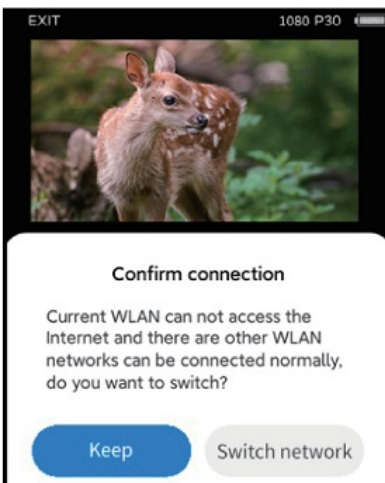 EXIT 1080 P30
Confirm connection
Current WLAN can not access the
Internet and there are other WLAN
networks can be connected normally,
do you want to switch?
Keep Switch network